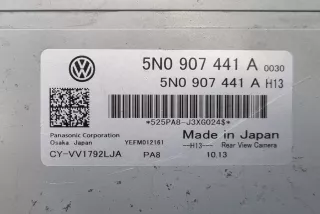 5N0 907 441 A 0030
5N0 907 441 A H13
*525PA8-J3XG024$*
Panasonic Corporation
Osaka, Japan YEFM012161
Made in Japan
—H13— Rear View Camera
CY-VV1792LJA PA8 10.13